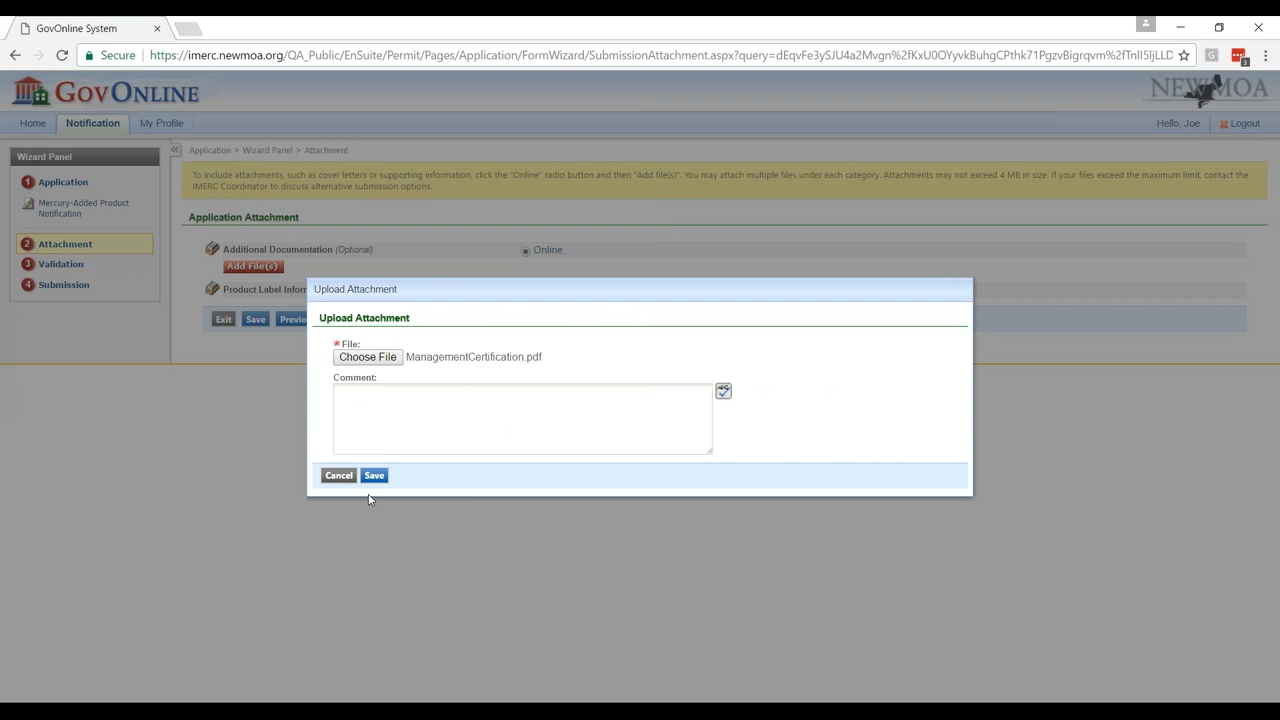 GovOnline System
Secure
https://imerc.newmoa.org/QA_Public/EnSuite/Permit/Pages/Application/FormWizard/SubmissionAttachment.aspx?query=
GOVONLINE
NEWMOA
Home
Notification
My Profile
Hello, Joe
Logout
Wizard Panel
1 Application
Mercury-Added Product
Notification
2 Attachment
3 Validation
4 Submission
Application > Wizard Panel > Attachment
To include attachments, such as cover letters or supporting information, click the "Online" radio button and then "Add file(s)". You may attach multiple files under each category. Attachments may not exceed 4 MB in size. If your files exceed the maximum limit, contact the
IMERC Coordinator to discuss alternative submission options.
Application Attachment
Additional Documentation (Optional)
Online
Add File(s)
Product Label Inform
Exit
Save
Previo
Upload Attachment
Upload Attachment
* File:
Choose File ManagementCertification.pdf
Comment:
ABC
Cancel
Save